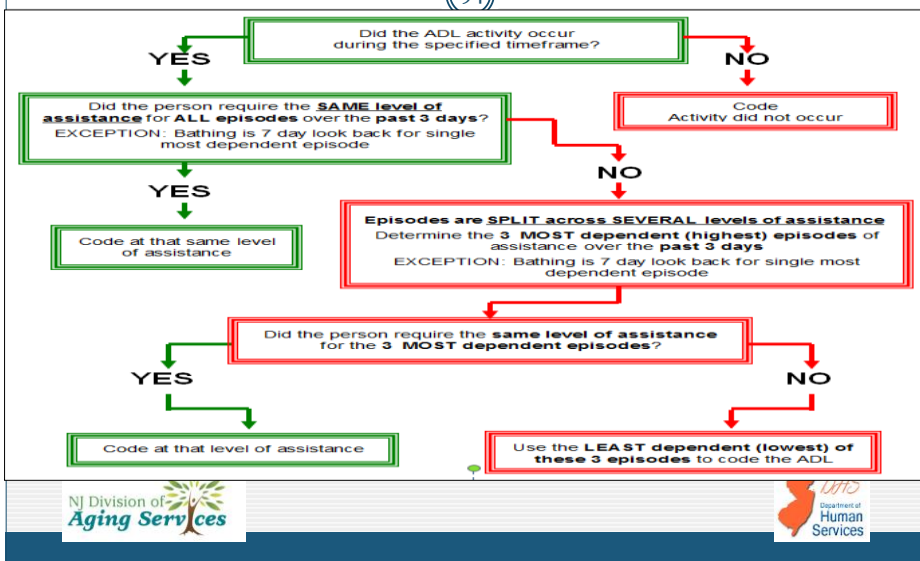 Did the ADL activity occur
during the specified timeframe?
YES
NO
Did the person require the SAME level of
assistance for ALL episodes over the past 3 days?
EXCEPTION: Bathing is 7 day look back for single
most dependent episode
Code
Activity did not occur
NO
YES
Code at that same level
of assistance
Episodes are SPLIT across SEVERAL levels of assistance
Determine the 3 MOST dependent (highest) episodes of
assistance over the past 3 days
EXCEPTION: Bathing is 7 day look back for single most
dependent episode
Did the person require the same level of assistance
for the 3 MOST dependent episodes?
YES
NO
Code at that level of assistance
Use the LEAST dependent (lowest) of
these 3 episodes to code the ADL
NJ Division of
Aging Services
DHS
Department of
Human
Services